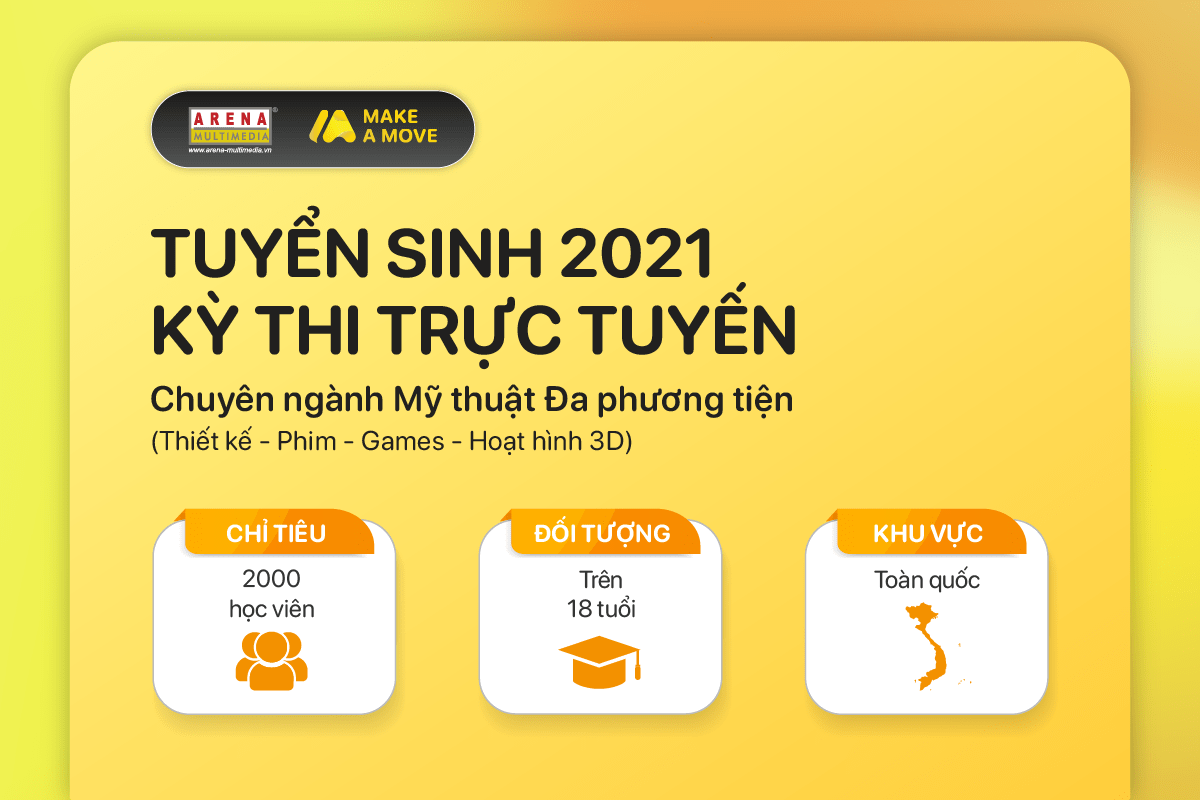 ARENA
MULTIMEDIA
www.arena-multimedia.vn
MAKE
A MOVE
TUYỂN SINH 2021
KỲ THI TRỰC TUYẾN
Chuyên ngành Mỹ thuật Đa phương tiện
(Thiết kế - Phim - Games - Hoạt hình 3D)
CHỈ TIÊU
2000
học viên
ĐỐI TƯỢNG
Trên
18 tuổi
KHU VỰC
Toàn quốc